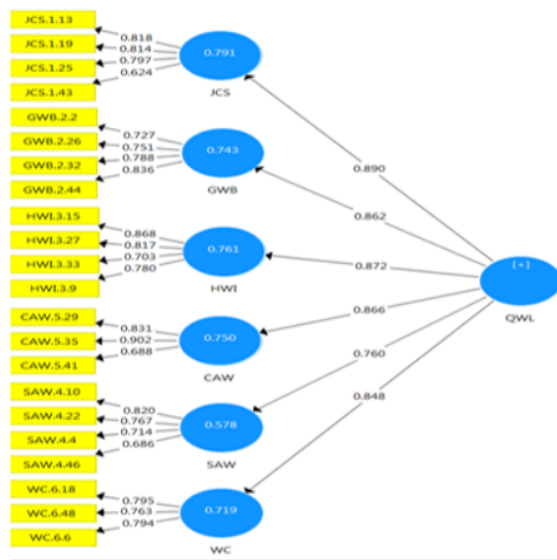 JCS.1.13
JCS.1.19
JCS.1.25
JCS.1.43
0.818
0.814
0.797
0.624
0.791
JCS
GWB.2.2
GWB.2.26
GWB.2.32
GWB.2.44
0.727
0.751
0.788
0.836
0.743
GWB
HWI.3.15
HWI.3.27
HWI.3.33
HWI.3.9
0.868
0.817
0.703
0.780
0.761
HWI
CAW.5.29
CAW.5.35
CAW.5.41
0.831
0.902
0.688
0.750
CAW
SAW.4.10
SAW.4.22
SAW.4.4
SAW.4.46
0.820
0.767
0.714
0.686
0.578
SAW
WC.6.18
WC.6.48
WC.6.6
0.795
0.763
0.794
0.719
WC
0.890
0.862
0.872
0.866
0.760
0.848
[+]
QWL